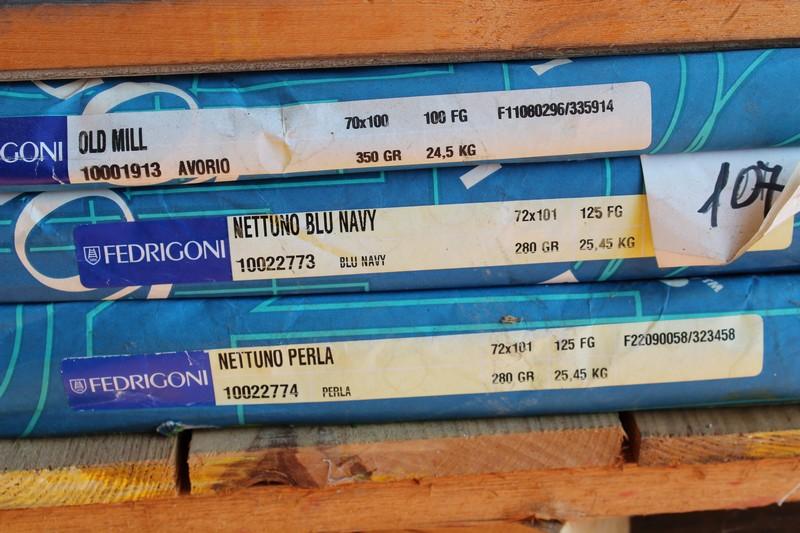 GONI OLD MILL 70x100 100 FG F11080296/335914
10001913 AVORIO 350 GR 24,5 KG
107
FEDRIGONI NETTUNO BLU NAVY 72x101 125 FG
10022773 BLU NAVY 280 GR 25,45 KG
FEDRIGONI NETTUNO PERLA 72x101 125 FG F22090058/323458
10022774 PERLA 280 GR 25,45 KG